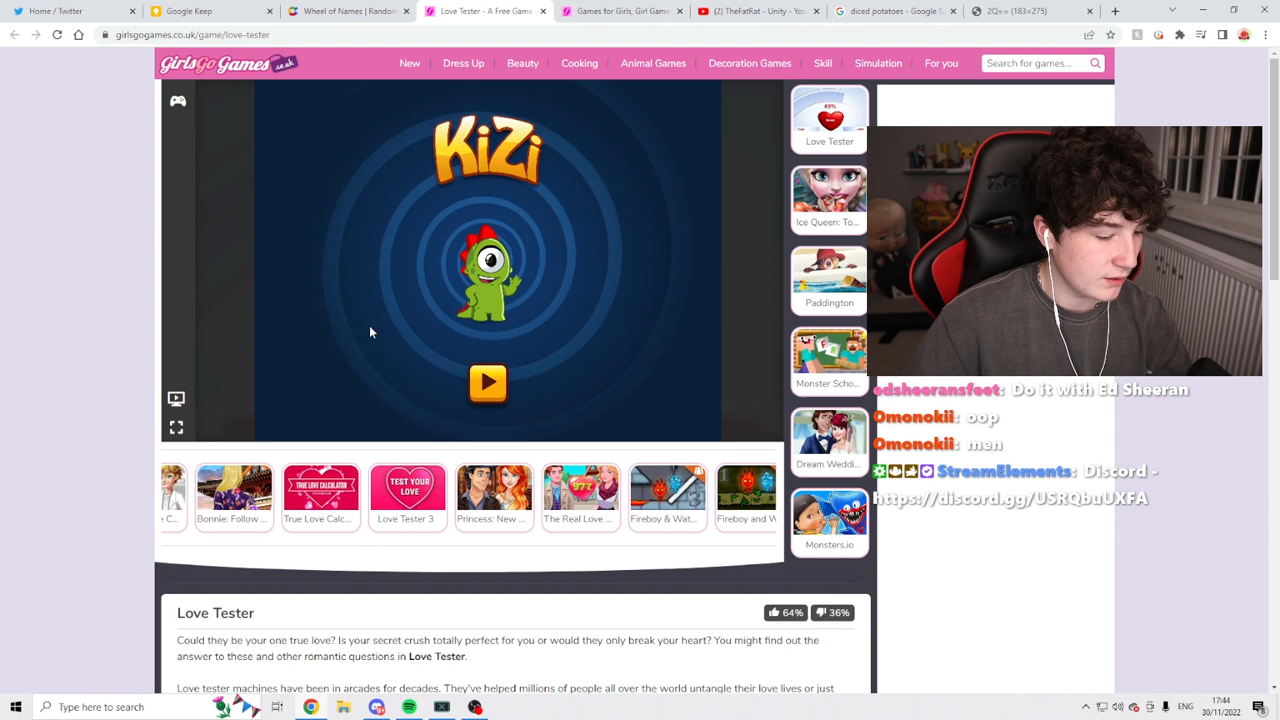 Home / Twitter
Google Keep
Wheel of Names | Random
Love Tester - A Free Game
Games for Girls, Girl Game
(2) TheFatRat - Unity - You
diced potatoes - Google S
2Q== (183×275)
girlsgogames.co.uk/game/love-tester
GirlsGoGames.co.uk
New
Dress Up
Beauty
Cooking
Animal Games
Decoration Games
Skill
Simulation
For you
Search for games...
KiZi
65%
Love Tester
Ice Queen: To...
Paddington
Monster Scho...
Dream Weddi...
Monsters.io
edsheeransfeet: Do it with Ed Sheeran
Omonokii: oop
Omonokii: men
StreamElements: Discord -
https://discord.gg/USRQbuUXFA
TRUE LOVE CALCULATOR
TEST YOUR
LOVE
97%
e C...
Bonnie: Follow ...
True Love Calc...
Love Tester 3
Princess: New ...
The Real Love ...
Fireboy & Wat...
Fireboy and W
Love Tester
64%
36%
Could they be your one true love? Is your secret crush totally perfect for you or would they only break your heart? You might find out the
answer to these and other romantic questions in Love Tester.
Love tester machines have been in arcades for decades. They've helped millions of people all over the world untangle their love lives or just
Type here to search
ENG
17:44
30/11/2022